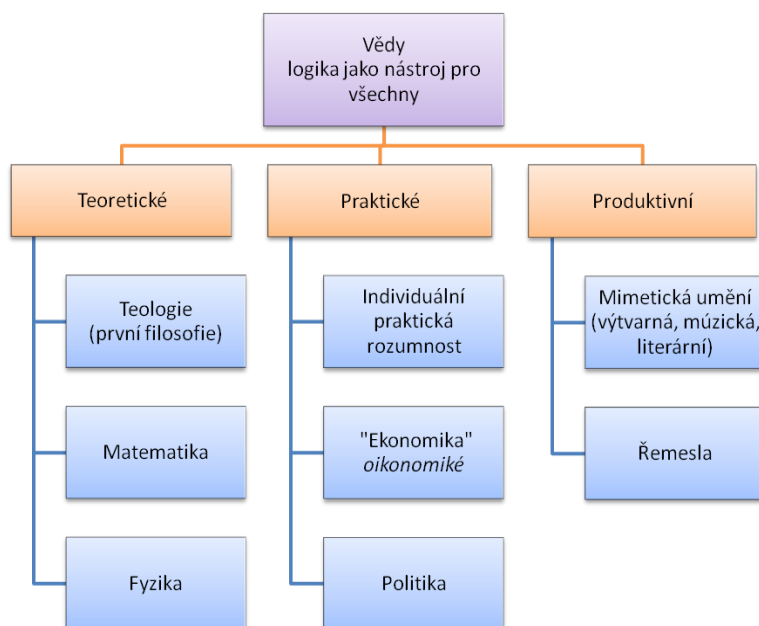 Vědy
logika jako nástroj pro
všechny
Teoretické
Praktické
Produktivní
Teologie
(první filosofie)
Individuální
praktická
rozumnost
Mimetická umění
(výtvarná, múzická,
literární)
Matematika
"Ekonomika"
oikonomiké
Řemesla
Fyzika
Politika